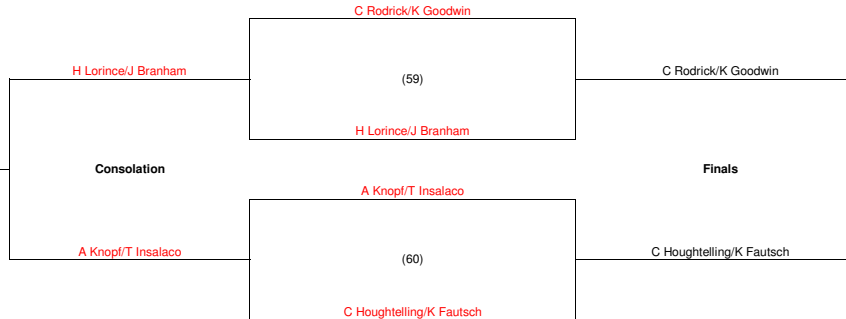 C Rodrick/K Goodwin
H Lorince/J Branham
(59)
C Rodrick/K Goodwin
H Lorince/J Branham
Consolation
Finals
A Knopf/T Insalaco
A Knopf/T Insalaco
(60)
C Houghtelling/K Fautsch
C Houghtelling/K Fautsch